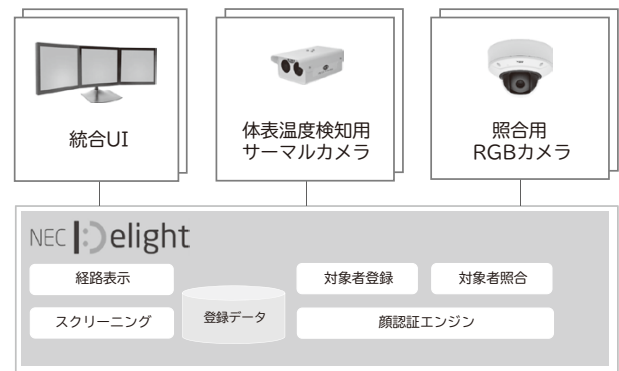 統合UI
体表温度検知用
サーマルカメラ
照合用
RGBカメラ
NEC I:Delight
経路表示
対象者登録
対象者照合
スクリーニング
登録データ
顔認証エンジン